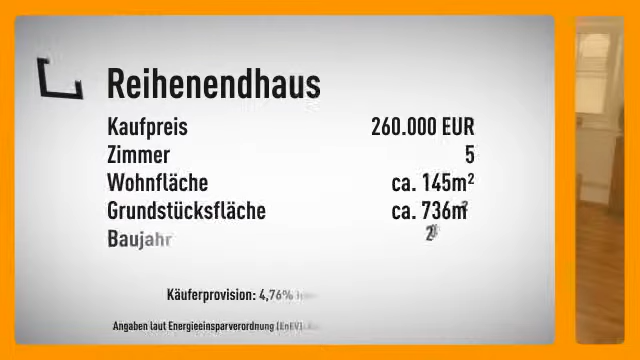 Reihenendhaus
Kaufpreis 260.000 EUR
Zimmer 5
Wohnfläche ca. 145m²
Grundstücksfläche ca. 736m²
Baujahr
Käuferprovision: 4,76%
Angaben laut Energieeinsparverordnung (EnEV):